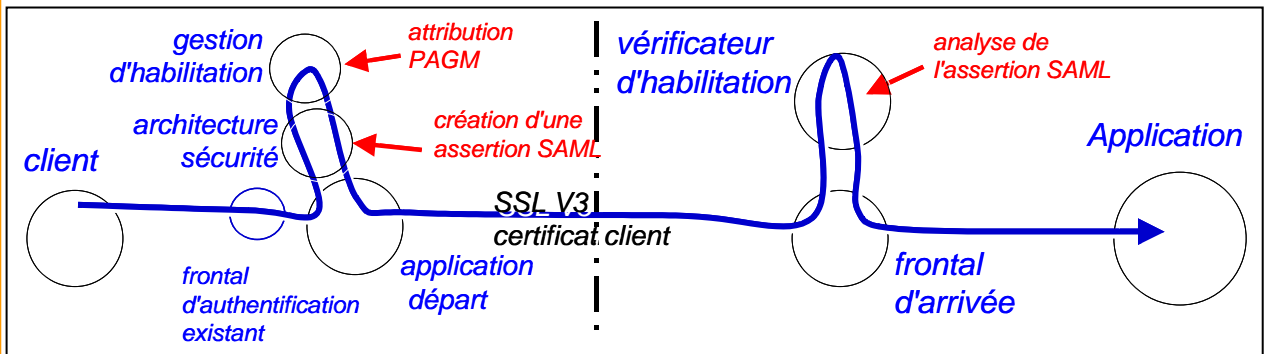 gestion
d'habilitation
attribution
PAGM
vérificateur
d'habilitation
analyse de
l'assertion SAML
architecture
sécurité
création d'une
assertion SAML
client
Application
SSL V3
certificat client
frontal
d'authentification
existant
application
départ
frontal
d'arrivée